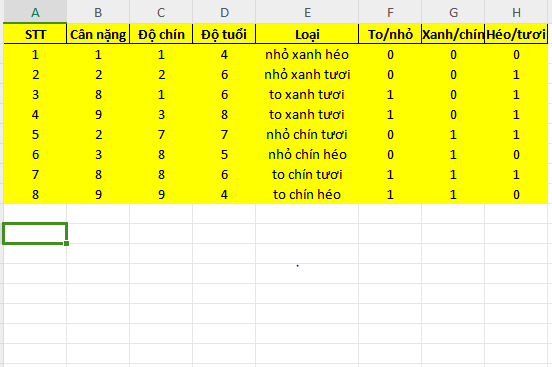 A B C D E F G H
STT Cân nặng Độ chín Độ tuổi Loại To/nhỏ Xanh/chín Héo/tươi
1 1 1 4 nhỏ xanh héo 0 0 0
2 2 2 6 nhỏ xanh tươi 0 0 1
3 8 1 6 to xanh tươi 1 0 1
4 9 3 8 to xanh tươi 1 0 1
5 2 7 7 nhỏ chín tươi 0 1 1
6 3 8 5 nhỏ chín héo 0 1 0
7 8 8 6 to chín tươi 1 1 1
8 9 9 4 to chín héo 1 1 0